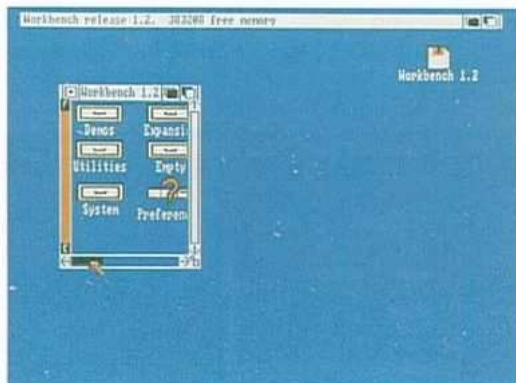 Workbench release 1.2. 383208 free memory
Workbench 1.2
Workbench 1.2
Demos Expansi
Utilities Empty
System Preferen